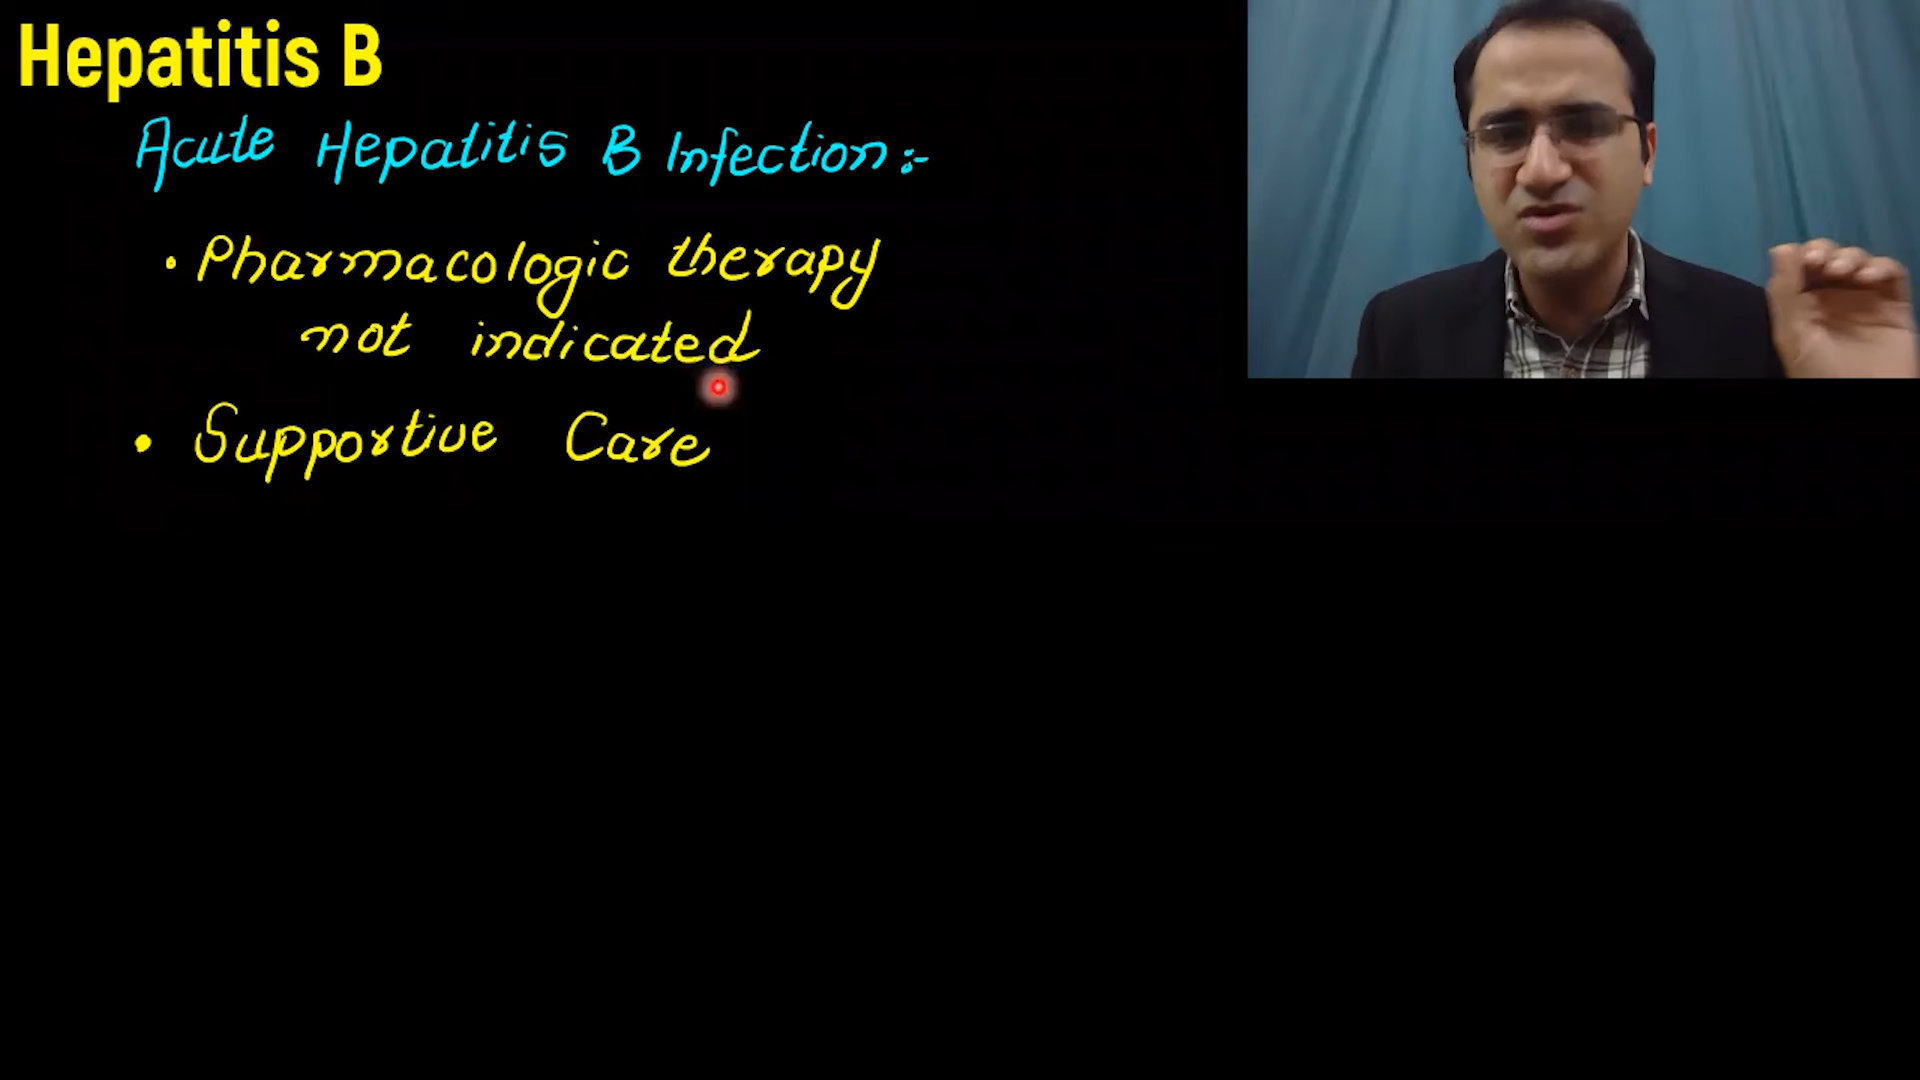 Hepatitis B
Acute Hepatitis B Infection:-
• Pharmacologic therapy
not indicated
• Supportive Care